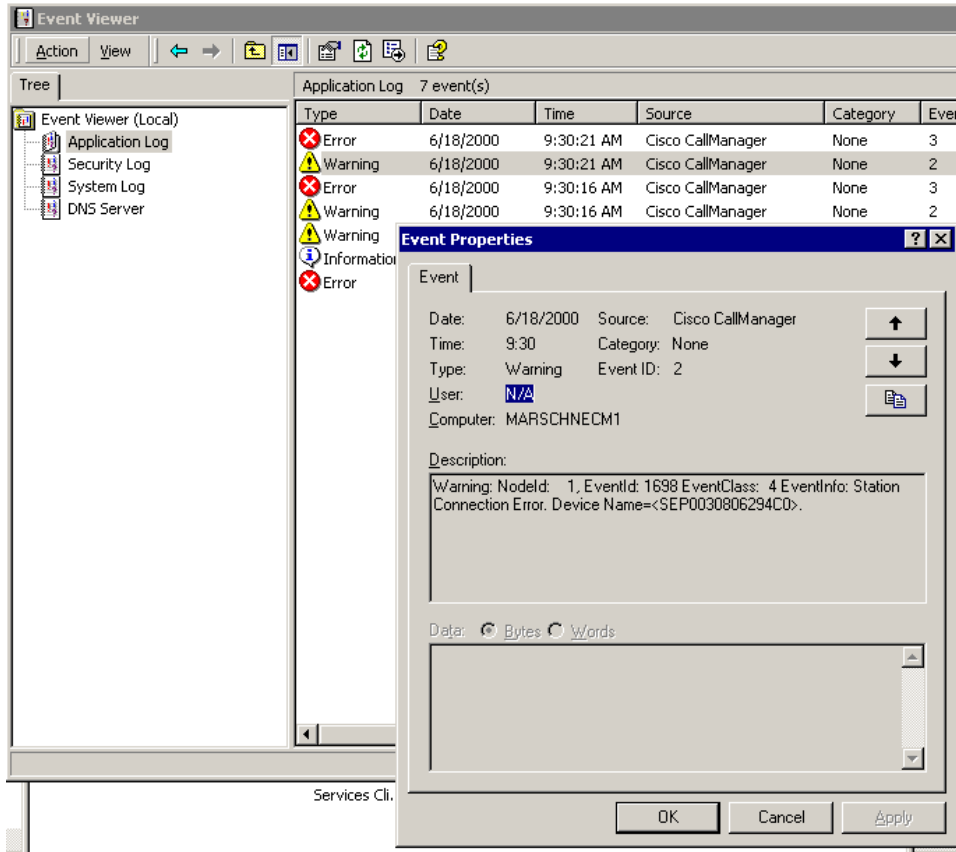 Event Viewer
Action View
Tree
Application Log 7 event(s)
Event Viewer (Local)
Application Log
Security Log
System Log
DNS Server
Type Date Time Source Category Ever
Error 6/18/2000 9:30:21 AM Cisco CallManager None 3
Warning 6/18/2000 9:30:21 AM Cisco CallManager None 2
Error 6/18/2000 9:30:16 AM Cisco CallManager None 3
Warning 6/18/2000 9:30:16 AM Cisco CallManager None 2
Warning
Information
Error
Event Properties
Event
Date: 6/18/2000 Source: Cisco CallManager
Time: 9:30 Category: None
Type: Warning Event ID: 2
User: N/A
Computer: MARSCHNECM1
Description:
Warning: NodeId: 1, EventId: 1698 EventClass: 4 EventInfo: Station
Connection Error. Device Name=<SEP0030806294C0>.
Data: Bytes Words
Services Cli.
OK Cancel Apply